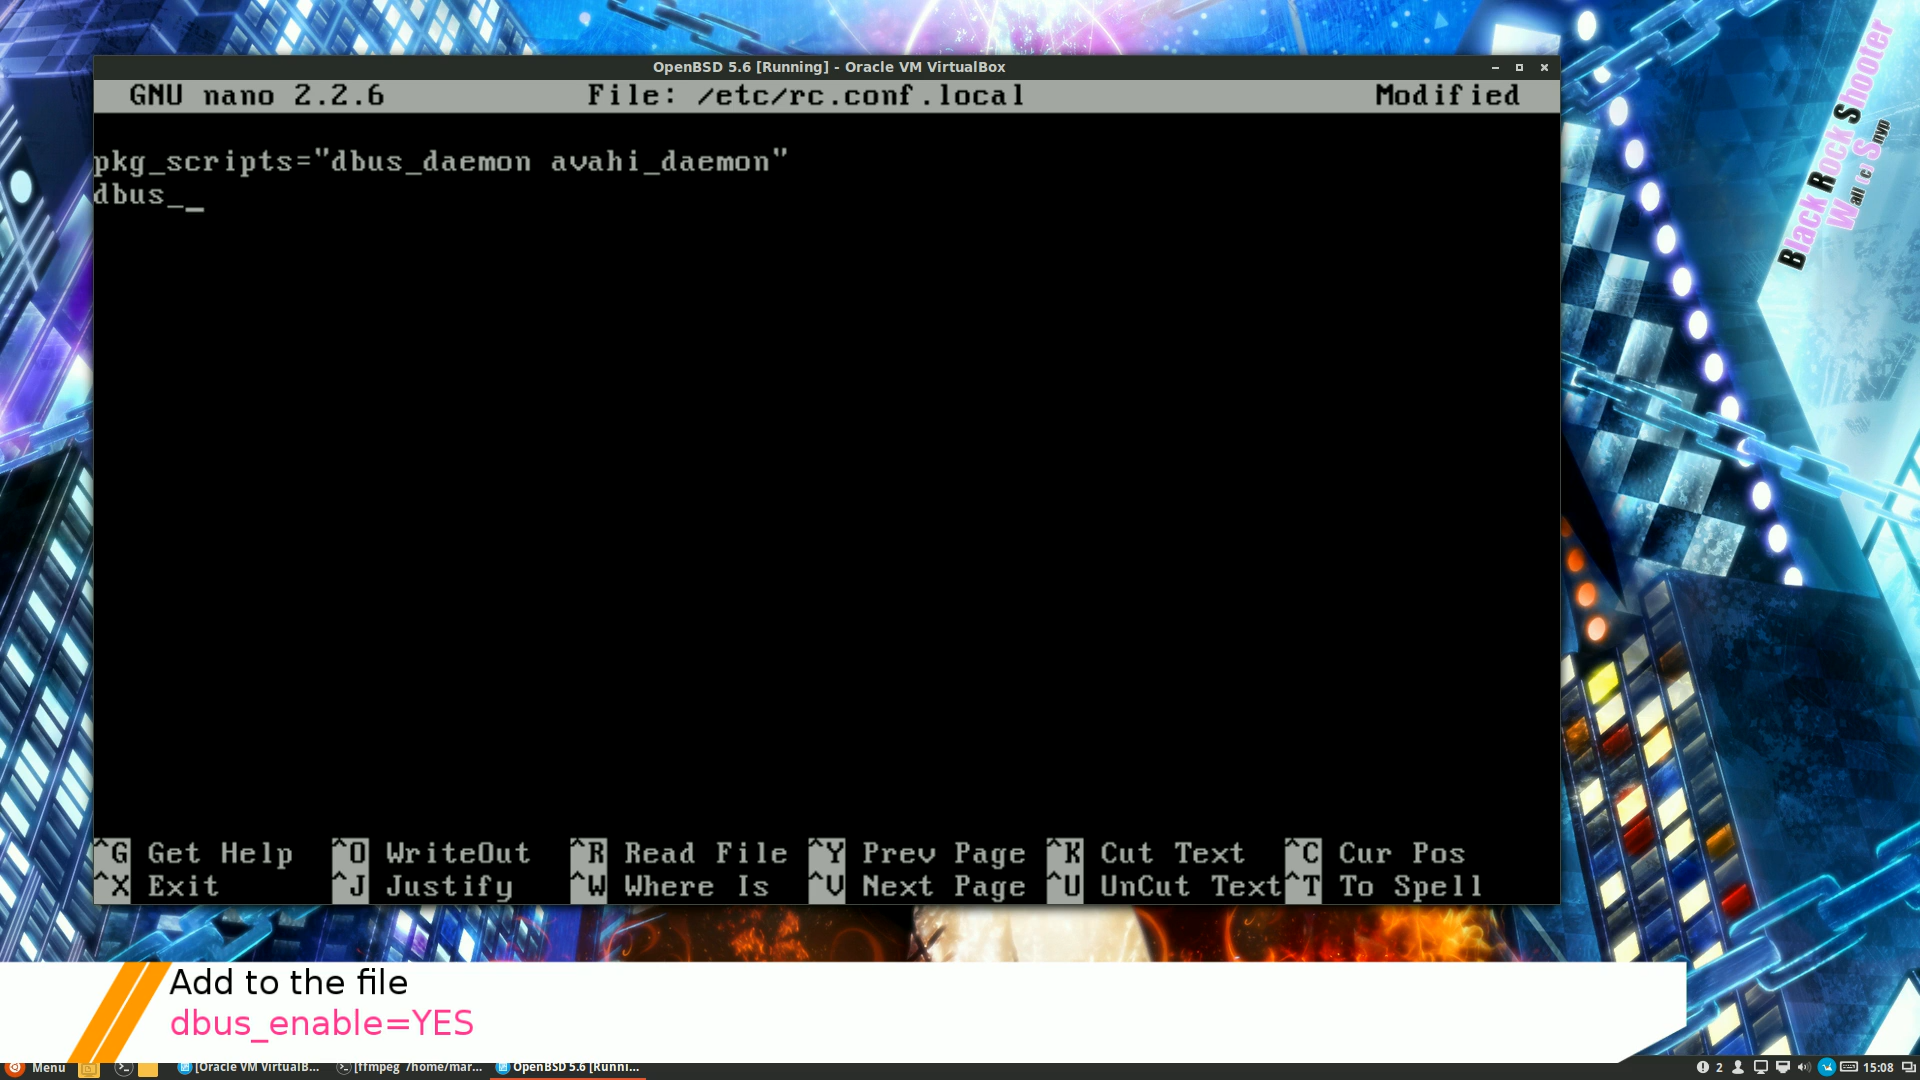 OpenBSD 5.6 [Running] - Oracle VM VirtualBox
GNU nano 2.2.6 File: /etc/rc.conf.local Modified
pkg_scripts="dbus_daemon avahi_daemon"
dbus_
^G Get Help ^O WriteOut ^R Read File ^Y Prev Page ^K Cut Text ^C Cur Pos
^X Exit ^J Justify ^W Where Is ^V Next Page ^U UnCut Text ^T To Spell
Black Rock Shooter
Wall (c) Snyp
Add to the file
dbus_enable=YES
Menu [Oracle VM VirtualB... [ffmpeg /home/mar... OpenBSD 5.6 [Runni... 2 15:08